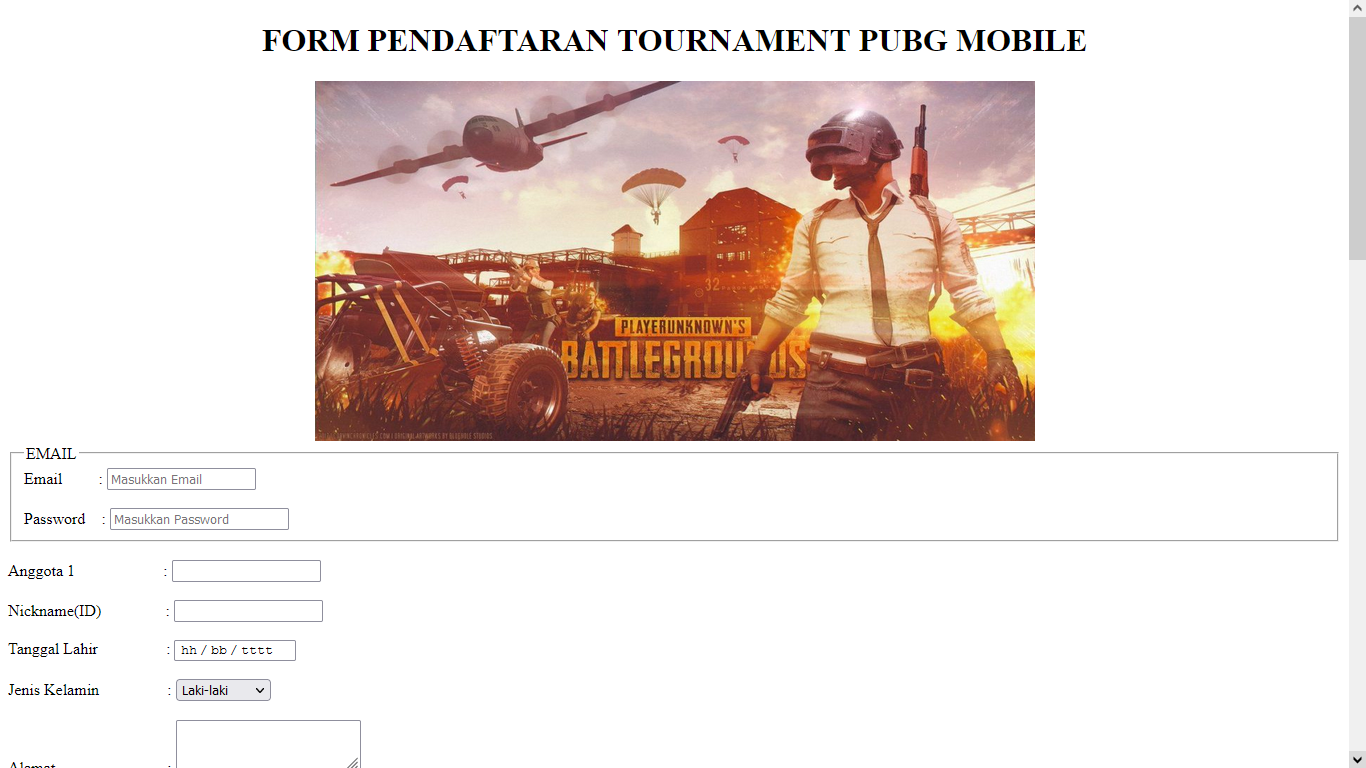 FORM PENDAFTARAN TOURNAMENT PUBG MOBILE
32
PLAYERUNKNOWN'S
BATTLEGROUNDS
EMAIL
Email : Masukkan Email
Password : Masukkan Password
Anggota 1 :
Nickname(ID) :
Tanggal Lahir : hh / bb / tttt
Jenis Kelamin : Laki-laki
Alamat :